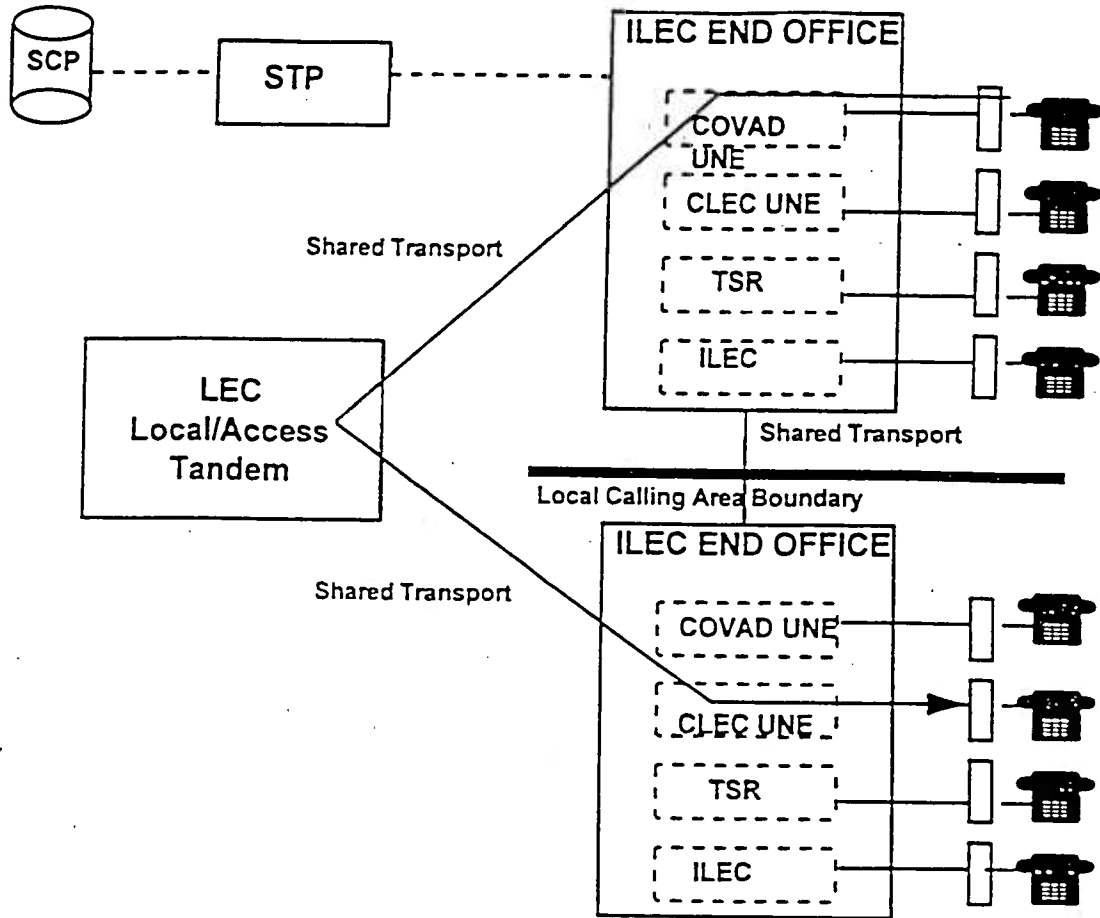 SCP
STP
ILEC END OFFICE
COVAD
UNE
CLEC UNE
TSR
ILEC
Shared Transport
LEC
Local/Access
Tandem
Shared Transport
Local Calling Area Boundary
ILEC END OFFICE
Shared Transport
COVAD UNE
CLEC UNE
TSR
ILEC